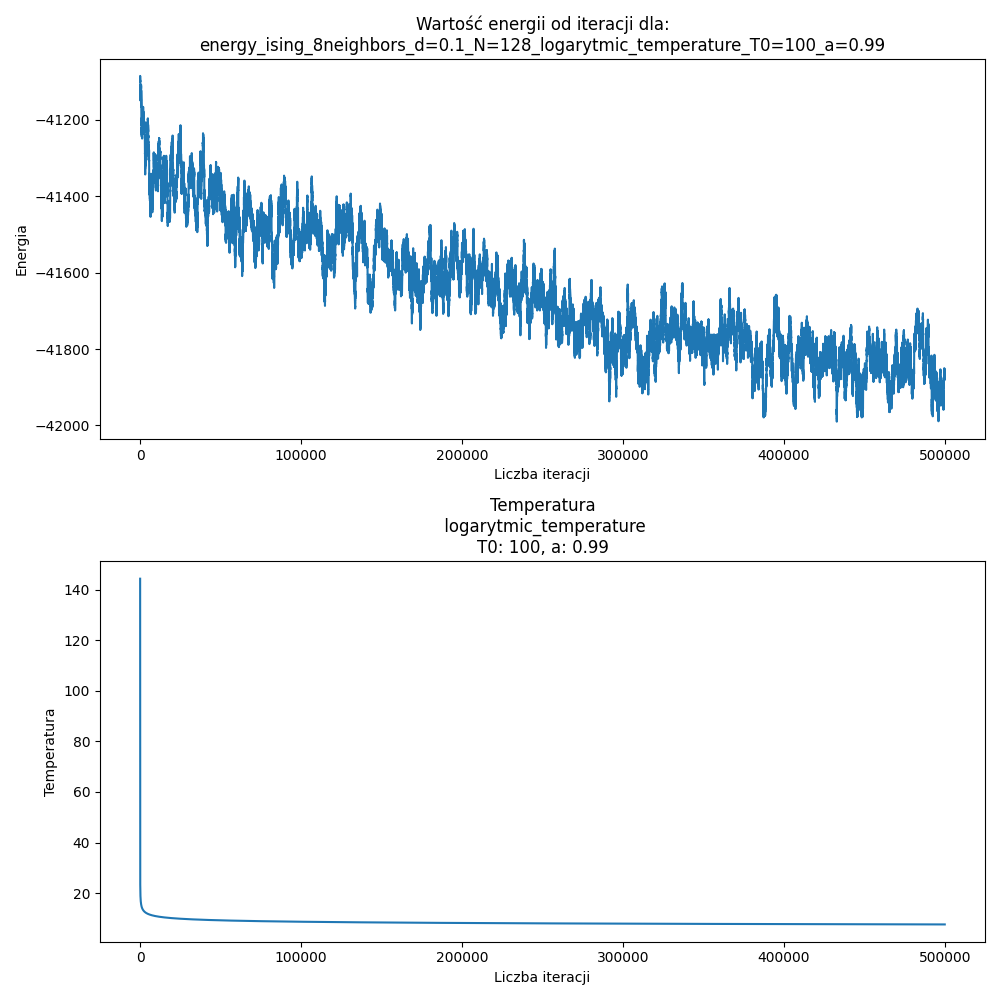 Wartość energii od iteracji dla:
energy_ising_8neighbors_d=0.1_N=128_logarytmic_temperature_T0=100_a=0.99
−41200
−41400
−41600
−41800
−42000
Energia
0 100000 200000 300000 400000 500000
Liczba iteracji
Temperatura
logarytmic_temperature
T0: 100, a: 0.99
140
120
100
80
60
40
20
Temperatura
0 100000 200000 300000 400000 500000
Liczba iteracji